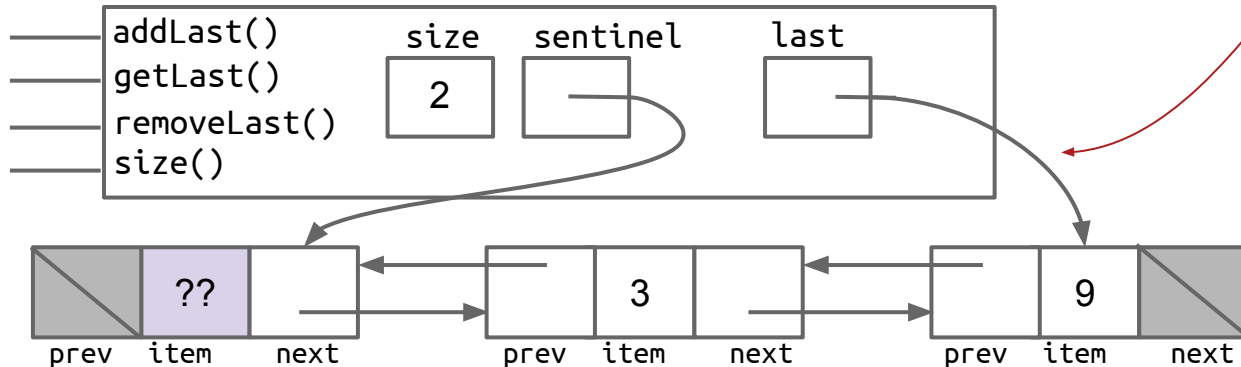 addLast()
size sentinel last
getLast()
2
removeLast()
size()
?? 3 9
prev item next prev item next prev item next